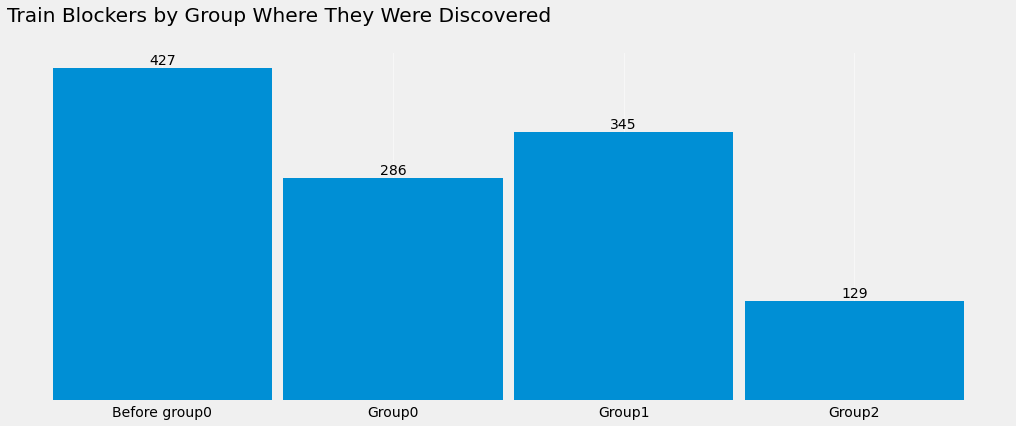 Train Blockers by Group Where They Were Discovered
427
286
345
129
Before group0
Group0
Group1
Group2